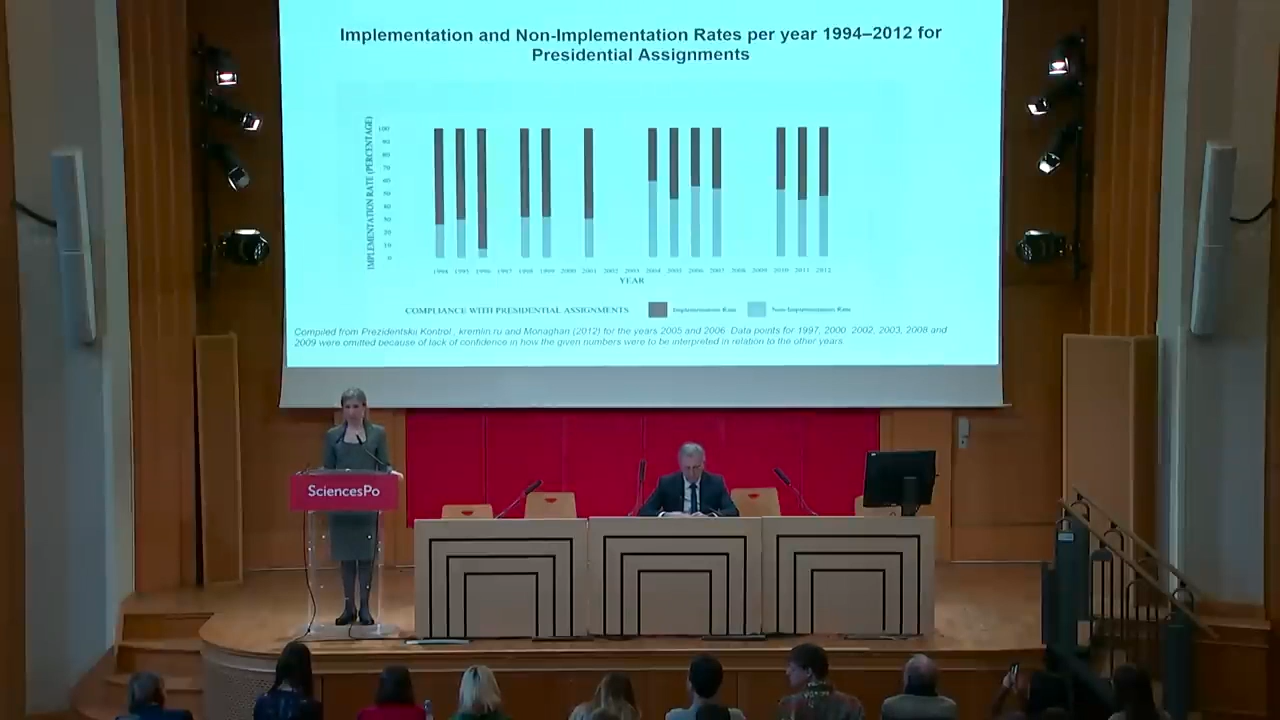 Implementation and Non-Implementation Rates per year 1994–2012 for
Presidential Assignments
IMPLEMENTATION RATE (PERCENTAGE)
100
90
80
70
60
50
40
30
20
10
0
1994 1995 1996 1997 1998 1999 2000 2001 2002 2003 2004 2005 2006 2007 2008 2009 2010 2011 2012
YEAR
COMPLIANCE WITH PRESIDENTIAL ASSIGNMENTS Implementation Rate Non-Implementation Rate
Compiled from Prezidentskii Kontrol', kremlin.ru and Monaghan (2012) for the years 2005 and 2006. Data points for 1997, 2000, 2002, 2003, 2008 and
2009 were omitted because of lack of confidence in how the given numbers were to be interpreted in relation to the other years.
SciencesPo